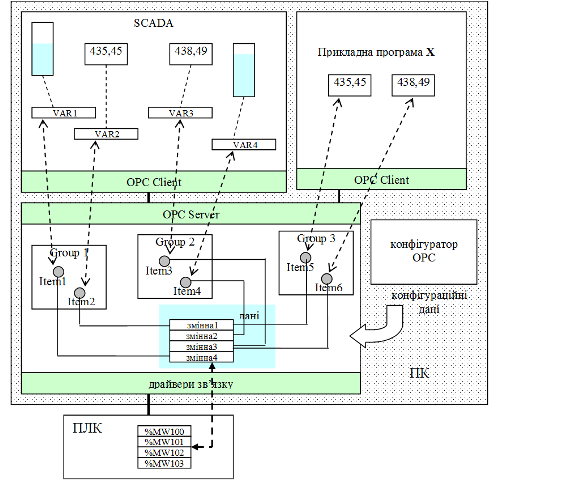 SCADA
435,45
438,49
VAR1
VAR2
VAR3
VAR4
OPC Client
Прикладна програма X
435,45
438,49
OPC Client
OPC Server
Group 1
Item1
Item2
Group 2
Item3
Item4
Group 3
Item5
Item6
конфігуратор
OPC
конфігураційні
дані
дані
змінна1
змінна2
змінна3
змінна4
ПК
драйвери зв'язку
ПЛК
%MW100
%MW101
%MW102
%MW103